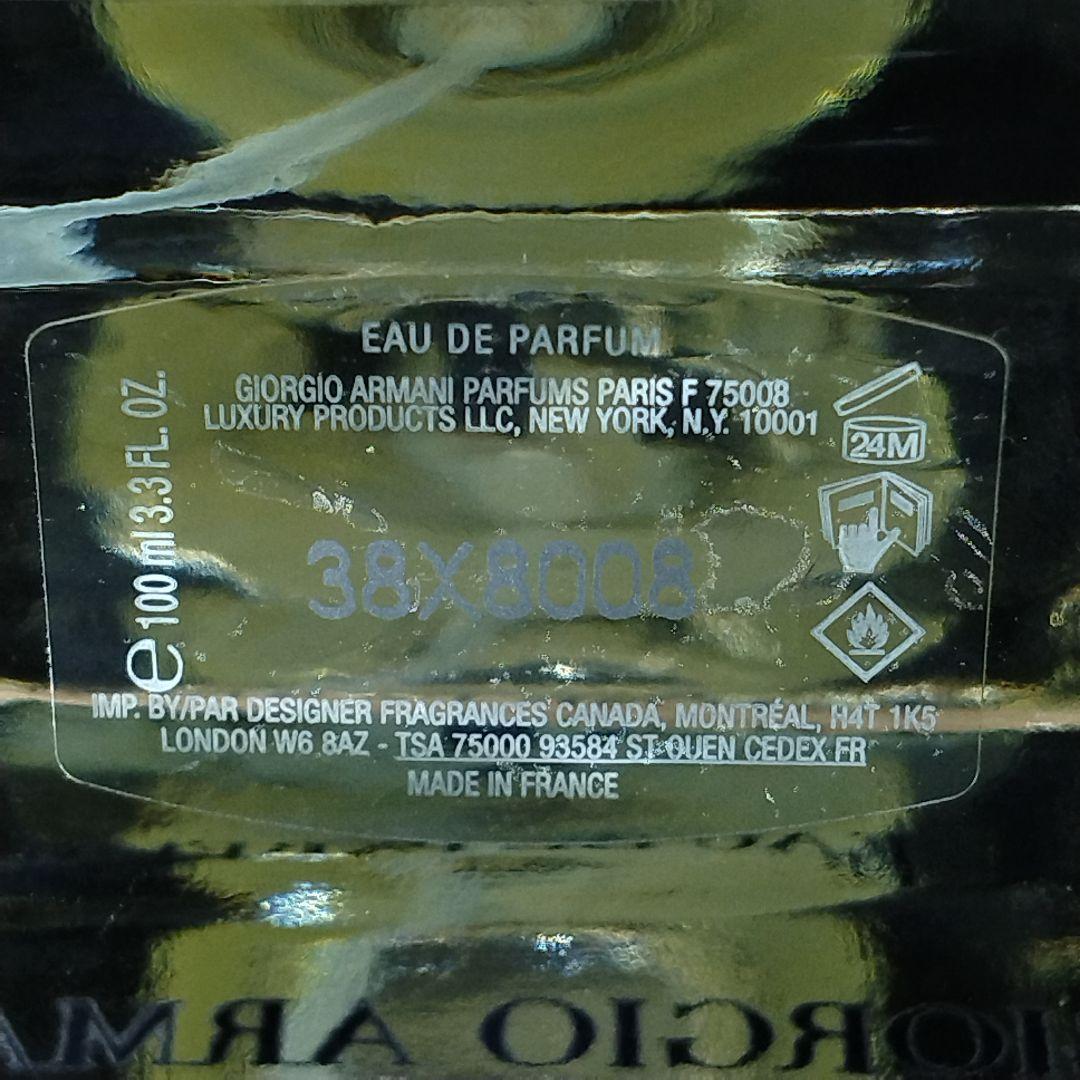 EAU DE PARFUM
GIORGIO ARMANI PARFUMS PARIS F 75008
LUXURY PRODUCTS LLC, NEW YORK, N.Y. 10001
24M
e 100 ml 3.3 FL. OZ.
38X8008
IMP. BY/PAR DESIGNER FRAGRANCES CANADA, MONTRÉAL, H4T 1K5
LONDON W6 8AZ - TSA 75000 93584 ST-OUEN CEDEX FR
MADE IN FRANCE
GIORGIO ARMA